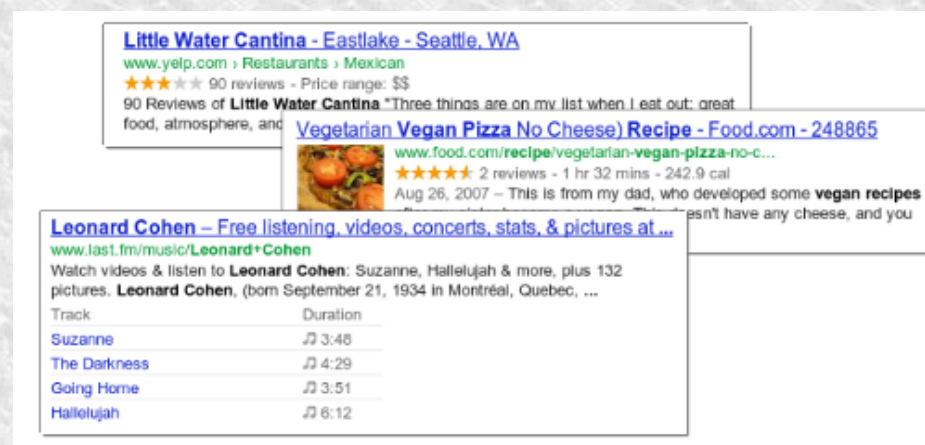 Little Water Cantina - Eastlake - Seattle, WA
www.yelp.com › Restaurants › Mexican
90 reviews - Price range: $$
90 Reviews of Little Water Cantina "Three things are on my list when I eat out: great
food, atmosphere, and
Vegetarian Vegan Pizza No Cheese) Recipe - Food.com - 248865
www.food.com/recipe/vegetarian-vegan-pizza-no-c...
2 reviews - 1 hr 32 mins - 242.9 cal
Aug 26, 2007 – This is from my dad, who developed some vegan recipes
doesn't have any cheese, and you
Leonard Cohen – Free listening, videos, concerts, stats, & pictures at ...
www.last.fm/music/Leonard+Cohen
Watch videos & listen to Leonard Cohen: Suzanne, Hallelujah & more, plus 132
pictures. Leonard Cohen, (born September 21, 1934 in Montréal, Quebec, ...
Track Duration
Suzanne 3:48
The Darkness 4:29
Going Home 3:51
Hallelujah 6:12